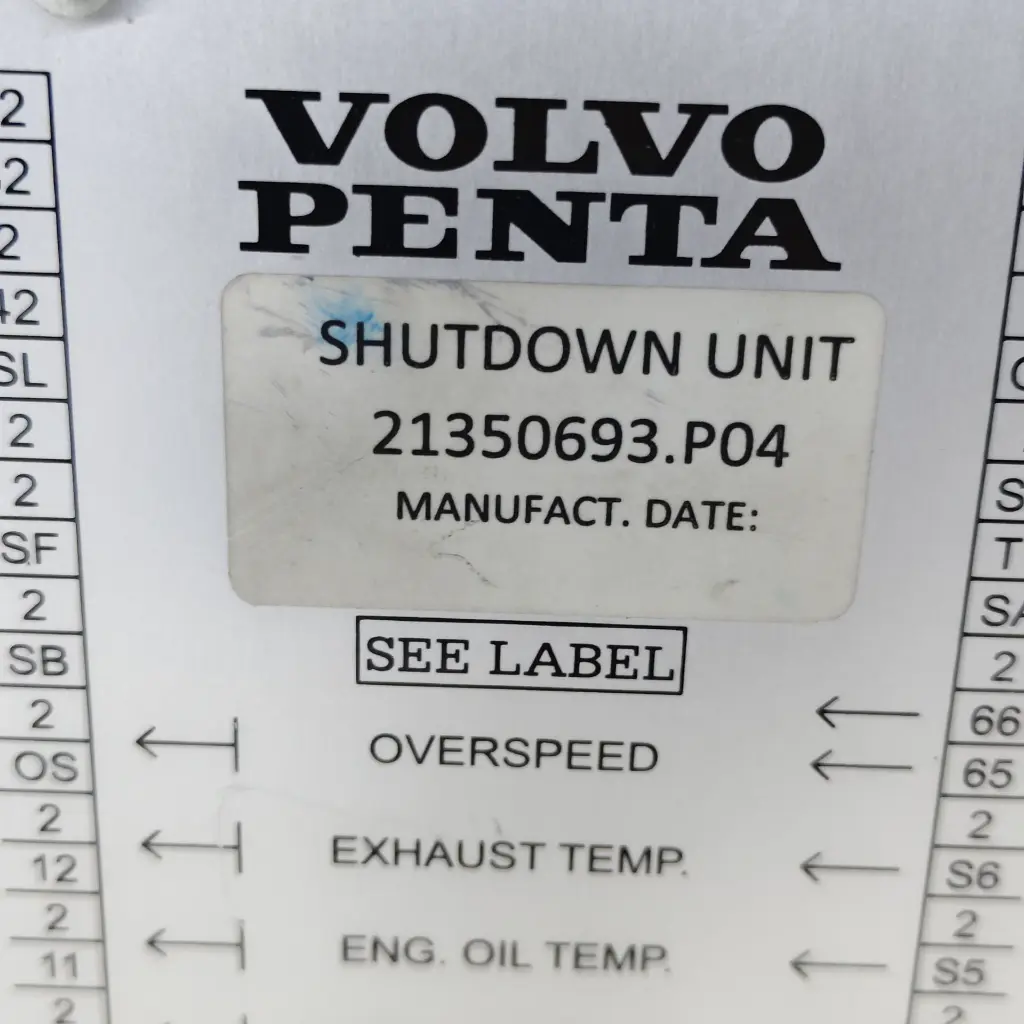 VOLVO
PENTA
SHUTDOWN UNIT
21350693.P04
MANUFACT. DATE:
SEE LABEL
OVERSPEED
EXHAUST TEMP.
ENG. OIL TEMP.
2
2
2
42
SL
2
2
SF
2
SB
2
OS
2
12
2
11
2
2
66
65
2
S6
2
S5
2